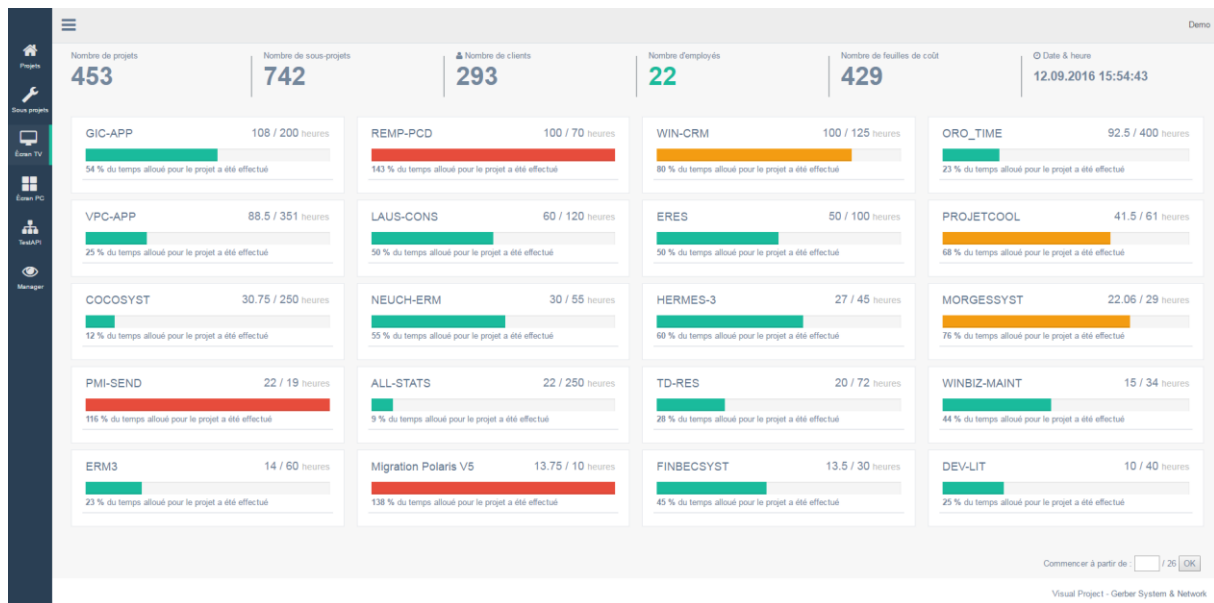 Demo
Projets
Sous projets
Écran TV
Écran PC
TestAPI
Manager
Nombre de projets
453
Nombre de sous-projets
742
Nombre de clients
293
Nombre d'employés
22
Nombre de feuilles de coût
429
Date & heure
12.09.2016 15:54:43
GIC-APP 108 / 200 heures
54 % du temps alloué pour le projet a été effectué
REMP-PCD 100 / 70 heures
143 % du temps alloué pour le projet a été effectué
WIN-CRM 100 / 125 heures
80 % du temps alloué pour le projet a été effectué
ORO_TIME 92.5 / 400 heures
23 % du temps alloué pour le projet a été effectué
VPC-APP 88.5 / 351 heures
25 % du temps alloué pour le projet a été effectué
LAUS-CONS 60 / 120 heures
50 % du temps alloué pour le projet a été effectué
ERES 50 / 100 heures
50 % du temps alloué pour le projet a été effectué
PROJETCOOL 41.5 / 61 heures
68 % du temps alloué pour le projet a été effectué
COCOSYST 30.75 / 250 heures
12 % du temps alloué pour le projet a été effectué
NEUCH-ERM 30 / 55 heures
55 % du temps alloué pour le projet a été effectué
HERMES-3 27 / 45 heures
60 % du temps alloué pour le projet a été effectué
MORGESSYST 22.06 / 29 heures
76 % du temps alloué pour le projet a été effectué
PMI-SEND 22 / 19 heures
116 % du temps alloué pour le projet a été effectué
ALL-STATS 22 / 250 heures
9 % du temps alloué pour le projet a été effectué
TD-RES 20 / 72 heures
28 % du temps alloué pour le projet a été effectué
WINBIZ-MAINT 15 / 34 heures
44 % du temps alloué pour le projet a été effectué
ERM3 14 / 60 heures
23 % du temps alloué pour le projet a été effectué
Migration Polaris V5 13.75 / 10 heures
138 % du temps alloué pour le projet a été effectué
FINBECSYST 13.5 / 30 heures
45 % du temps alloué pour le projet a été effectué
DEV-LIT 10 / 40 heures
25 % du temps alloué pour le projet a été effectué
Commencer à partir de : / 26 OK
Visual Project - Gerber System & Network